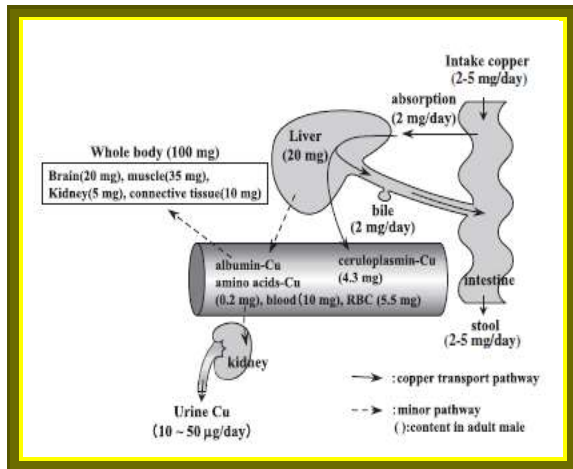 Intake copper
(2-5 mg/day)
absorption
(2 mg/day)
Liver
(20 mg)
Whole body (100 mg)
Brain(20 mg), muscle(35 mg),
Kidney(5 mg), connective tissue(10 mg)
bile
(2 mg/day)
albumin-Cu
amino acids-Cu
(0.2 mg), blood(10 mg), RBC (5.5 mg)
ceruloplasmin-Cu
(4.3 mg)
intestine
stool
(2-5 mg/day)
kidney
Urine Cu
(10 ~ 50 μg/day)
:copper transport pathway
:minor pathway
( ):content in adult male